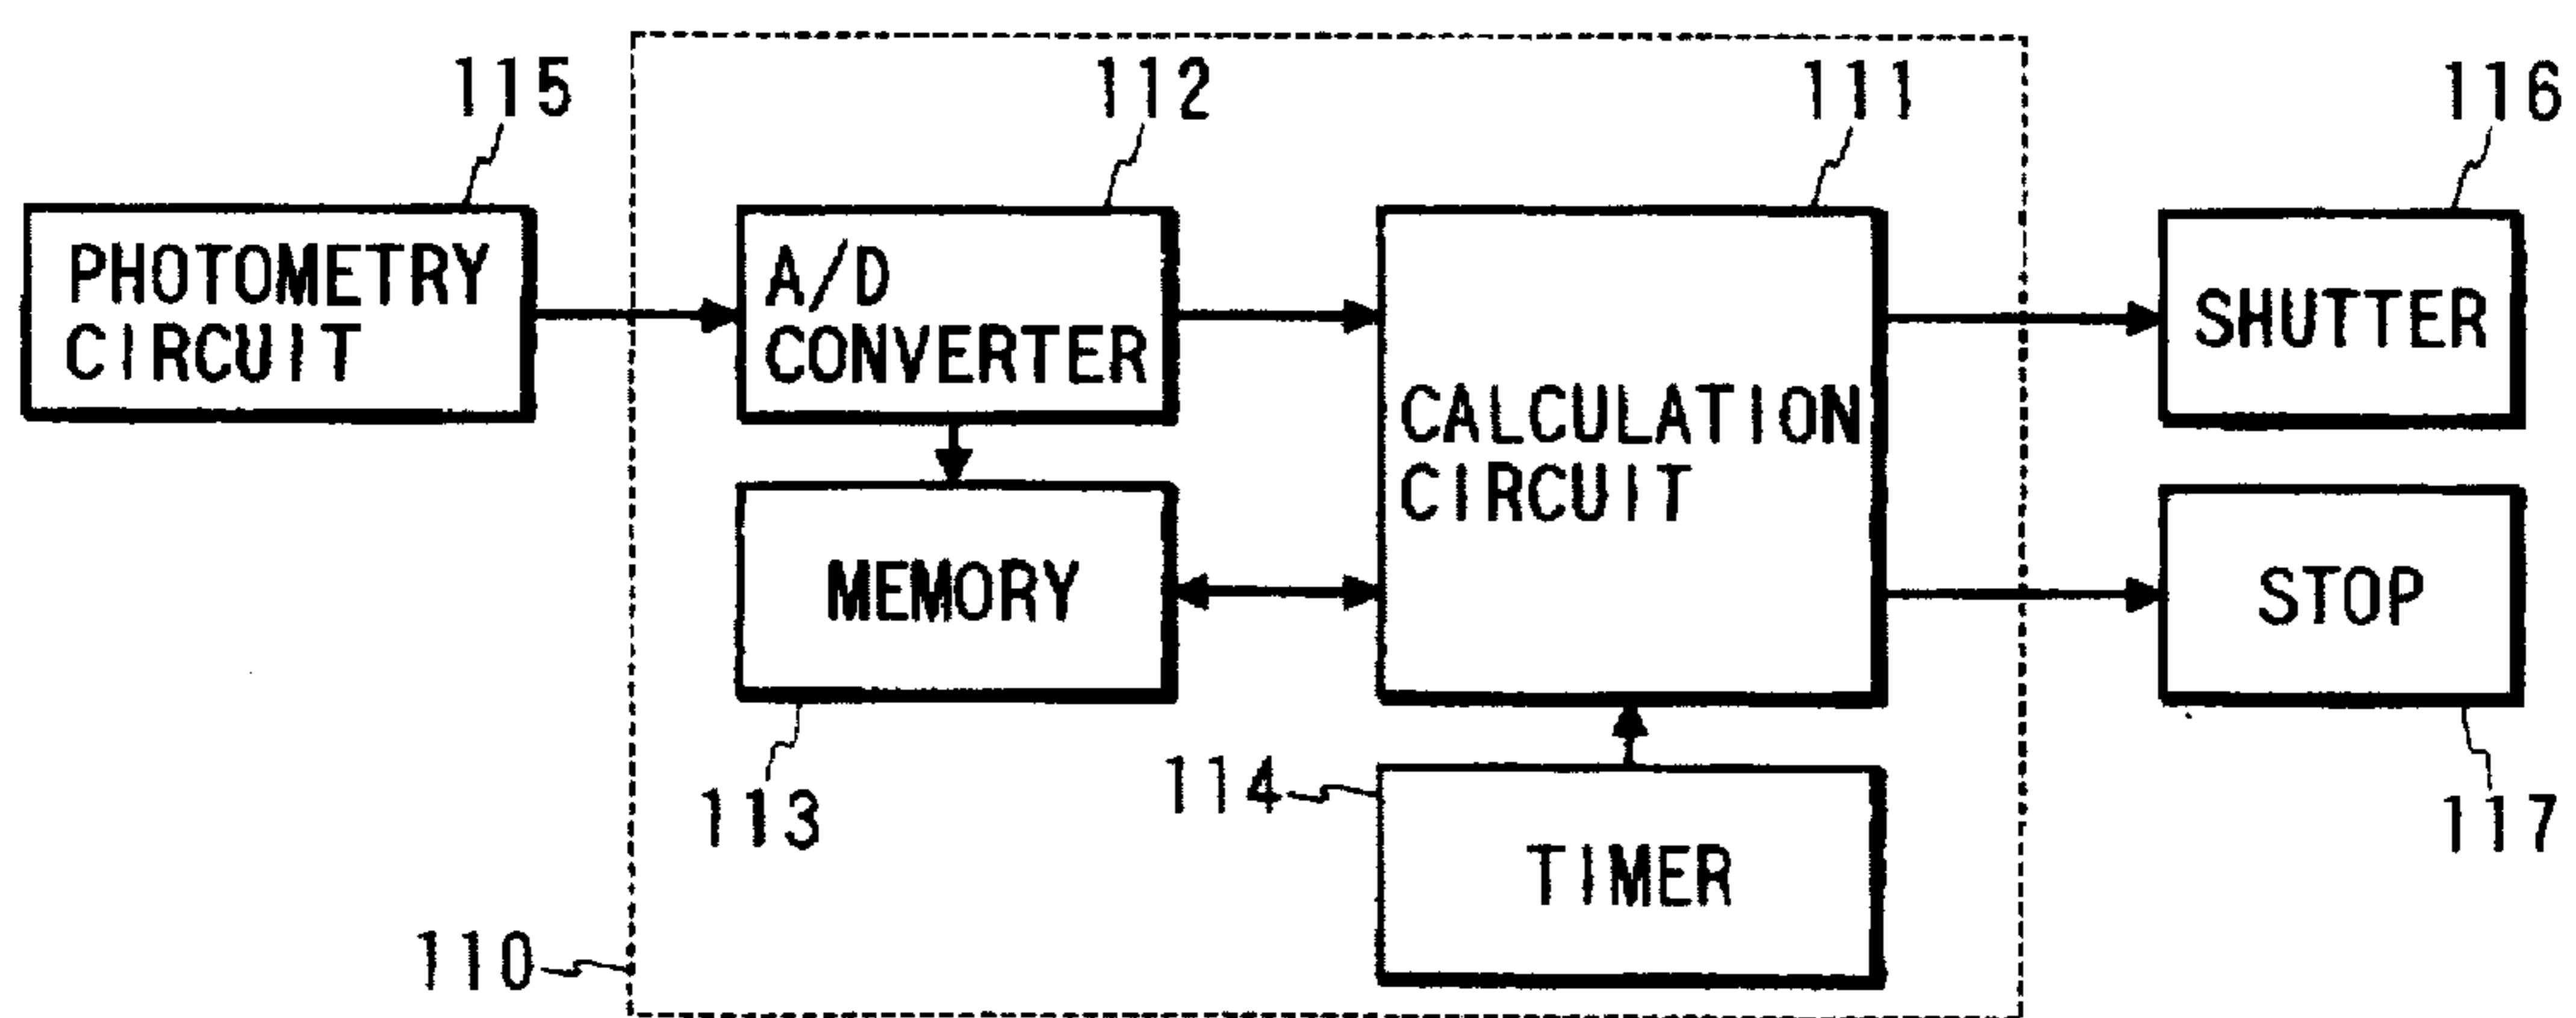 115
112
111
116
PHOTOMETRY
CIRCUIT
A/D
CONVERTER
CALCULATION
CIRCUIT
SHUTTER
MEMORY
STOP
113
114
117
TIMER
110